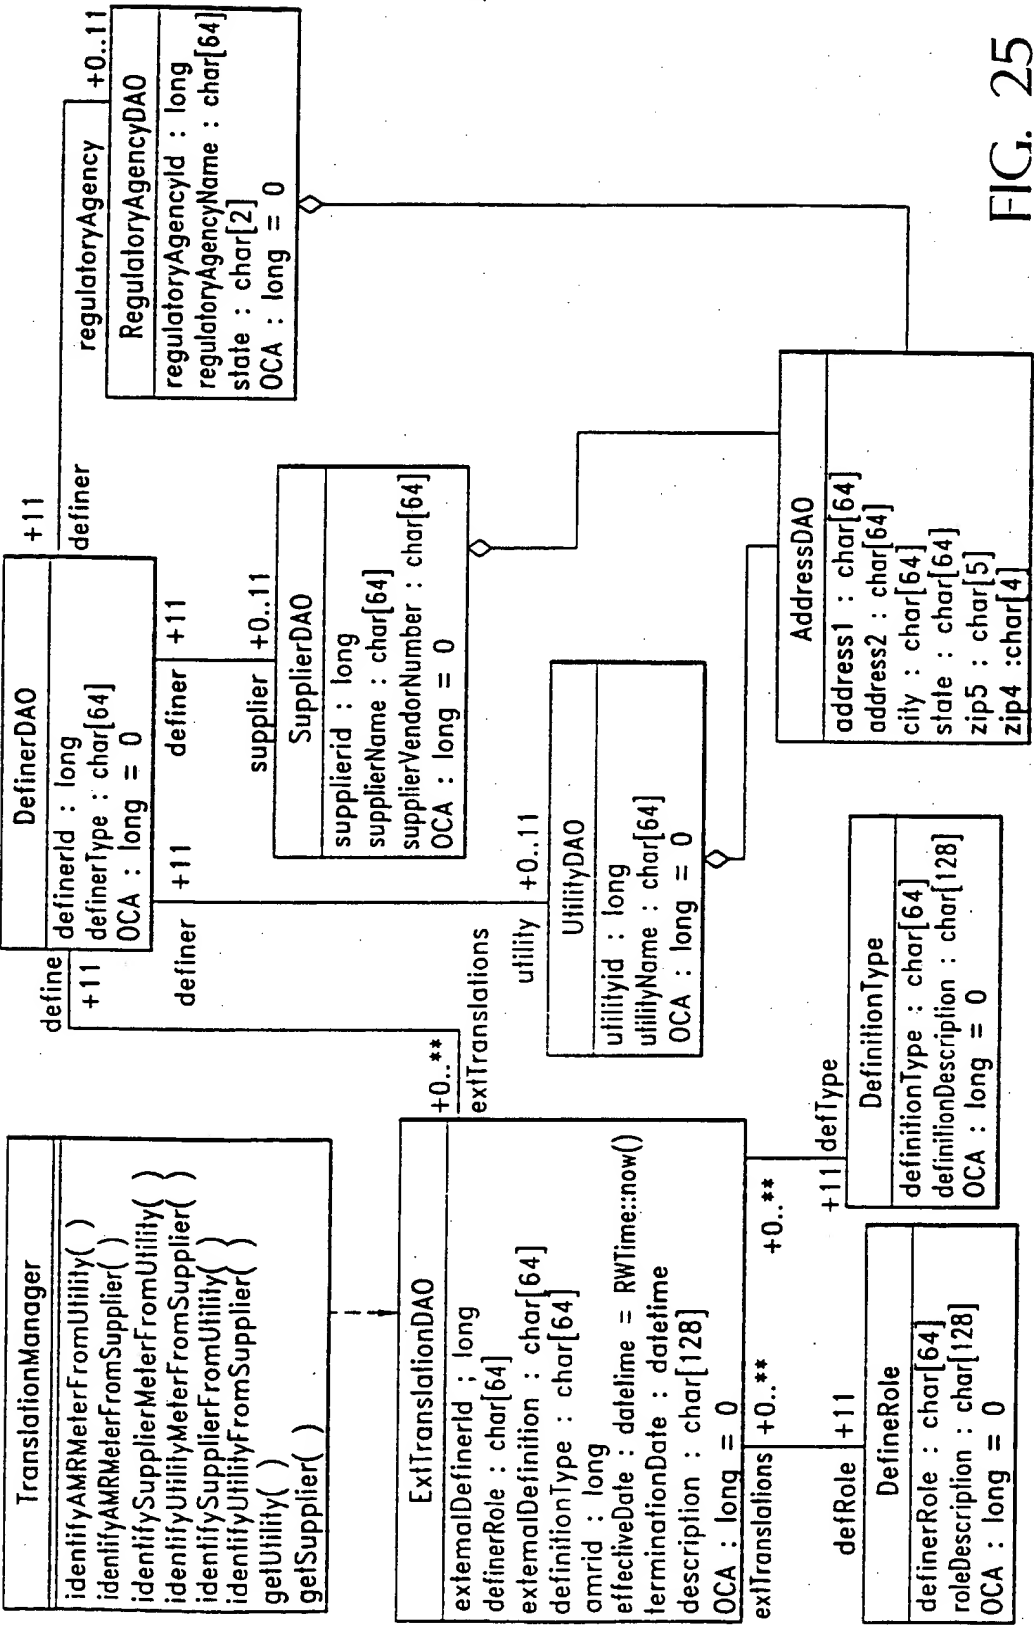 TranslationManager
identifyAMRMeterFromUtility( )
identifyAMRMeterFromSupplier( )
identifySupplierMeterFromUtility( )
identifyUtilityMeterFromSupplier( )
identifySupplierFromUtility( )
identifyUtilityFromSupplier( )
getUtility( )
getSupplier( )
define
+11
DefinerDAO
definerId : long
definerType : char[64]
OCA : long = 0
+11
definer
regulatoryAgency
+0..11
RegulatoryAgencyDAO
regulatoryAgencyId : long
regulatoryAgencyName : char[64]
state : char[2]
OCA : long = 0
definer
+11
definer
+11
supplier
+0..11
SupplierDAO
supplierid : long
supplierName : char[64]
supplierVendorNumber : char[64]
OCA : long = 0
+0..**
extTranslations
utility
+0..11
UtilityDAO
utilityid : long
utilityName : char[64]
OCA : long = 0
ExtTranslationDAO
externalDefinerId ; long
definerRole : char[64]
externalDefinition : char[64]
definitionType : char[64]
amrid : long
effectiveDate : datetime = RWTime::now()
terminationDate : datetime
description : char[128]
OCA : long = 0
AddressDAO
address1 : char[64]
address2 : char[64]
city : char[64]
state : char[64]
zip5 : char[5]
zip4 :char[4]
extTranslations
+0..**
+0..**
defRole
+11
+11
defType
DefineRole
definerRole : char[64]
roleDescription : char[128]
OCA : long = 0
DefinitionType
definitionType : char[64]
definitionDescription : char[128]
OCA : long = 0
FIG. 25